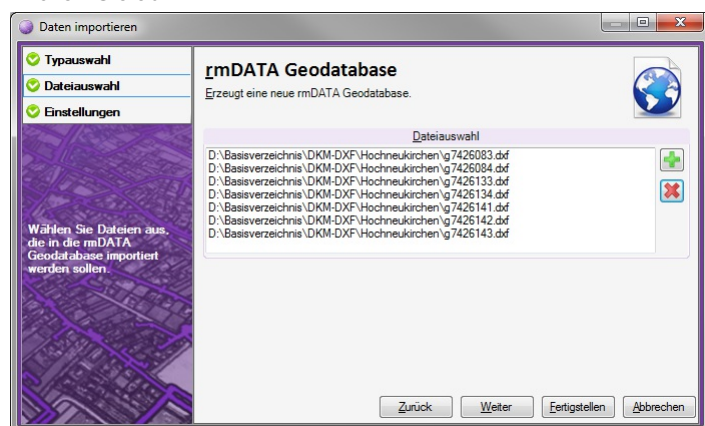 Daten importieren
Typauswahl
Dateiauswahl
Einstellungen
Wählen Sie Dateien aus,
die in die rmDATA
Geodatabase importiert
werden sollen.
rmDATA Geodatabase
Erzeugt eine neue rmDATA Geodatabase.
Dateiauswahl
D:\Basisverzeichnis\DKM-DXF\Hochneukirchen\g7426083.dxf
D:\Basisverzeichnis\DKM-DXF\Hochneukirchen\g7426084.dxf
D:\Basisverzeichnis\DKM-DXF\Hochneukirchen\g7426133.dxf
D:\Basisverzeichnis\DKM-DXF\Hochneukirchen\g7426134.dxf
D:\Basisverzeichnis\DKM-DXF\Hochneukirchen\g7426141.dxf
D:\Basisverzeichnis\DKM-DXF\Hochneukirchen\g7426142.dxf
D:\Basisverzeichnis\DKM-DXF\Hochneukirchen\g7426143.dxf
Zurück Weiter Fertigstellen Abbrechen